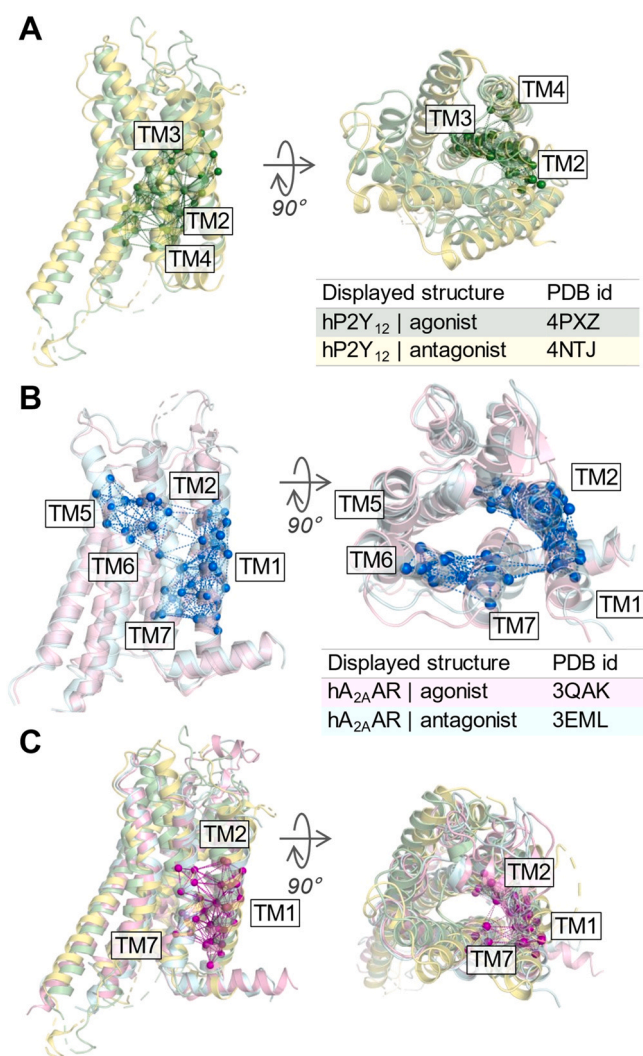 A
TM3
TM2
TM4
90°
TM4
TM3
TM2
Displayed structure PDB id
hP2Y₁₂ | agonist 4PXZ
hP2Y₁₂ | antagonist 4NTJ
B
TM2
TM5
TM6
TM1
TM7
90°
TM2
TM5
TM6
TM7
TM1
Displayed structure PDB id
hA₂ₐAR | agonist 3QAK
hA₂ₐAR | antagonist 3EML
C
TM2
TM1
TM7
90°
TM2
TM1
TM7